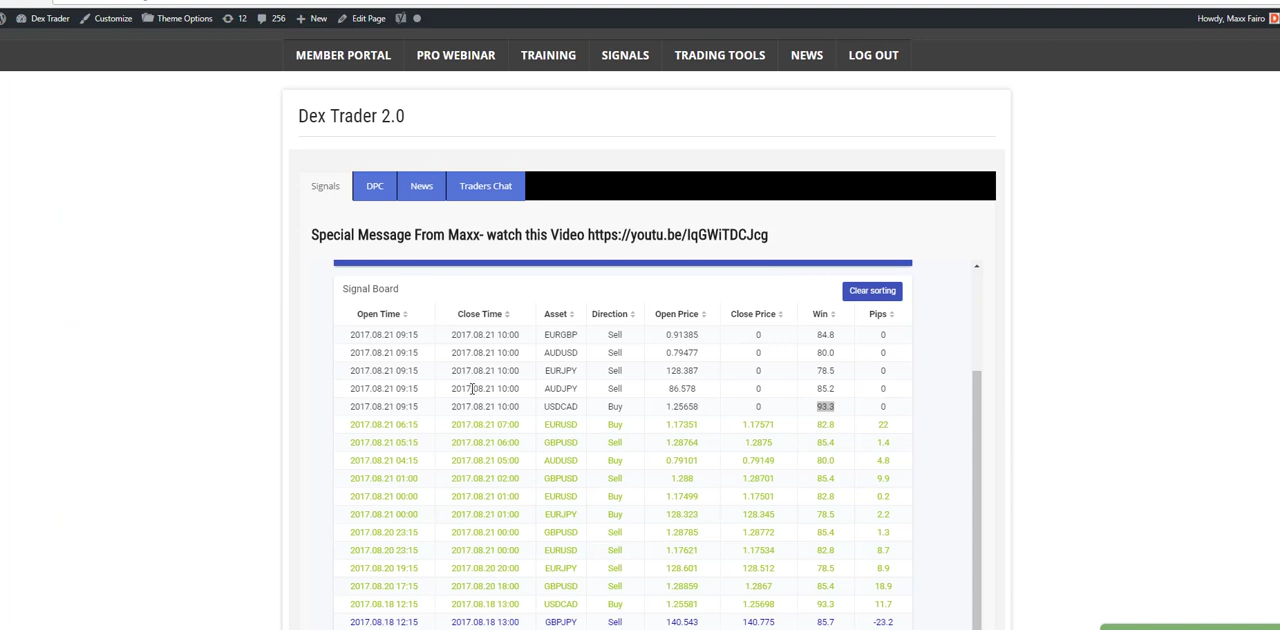 Dex Trader Customize Theme Options 12 256 New Edit Page Howdy, Maxx Fairo
MEMBER PORTAL PRO WEBINAR TRAINING SIGNALS TRADING TOOLS NEWS LOG OUT
Dex Trader 2.0
Signals DPC News Traders Chat
Special Message From Maxx- watch this Video https://youtu.be/IqGWiTDCJcg
Signal Board Clear sorting
Open Time Close Time Asset Direction Open Price Close Price Win Pips
2017.08.21 09:15 2017.08.21 10:00 EURGBP Sell 0.91385 0 84.8 0
2017.08.21 09:15 2017.08.21 10:00 AUDUSD Sell 0.79477 0 80.0 0
2017.08.21 09:15 2017.08.21 10:00 EURJPY Sell 128.387 0 78.5 0
2017.08.21 09:15 2017.08.21 10:00 AUDJPY Sell 86.578 0 85.2 0
2017.08.21 09:15 2017.08.21 10:00 USDCAD Buy 1.25658 0 93.3 0
2017.08.21 06:15 2017.08.21 07:00 EURUSD Buy 1.17351 1.17571 82.8 22
2017.08.21 05:15 2017.08.21 06:00 GBPUSD Sell 1.28764 1.2875 85.4 1.4
2017.08.21 04:15 2017.08.21 05:00 AUDUSD Buy 0.79101 0.79149 80.0 4.8
2017.08.21 01:00 2017.08.21 02:00 GBPUSD Sell 1.288 1.28701 85.4 9.9
2017.08.21 00:00 2017.08.21 01:00 EURUSD Buy 1.17499 1.17501 82.8 0.2
2017.08.21 00:00 2017.08.21 01:00 EURJPY Buy 128.323 128.345 78.5 2.2
2017.08.20 23:15 2017.08.21 00:00 GBPUSD Sell 1.28785 1.28772 85.4 1.3
2017.08.20 23:15 2017.08.21 00:00 EURUSD Sell 1.17621 1.17534 82.8 8.7
2017.08.20 19:15 2017.08.20 20:00 EURJPY Sell 128.601 128.512 78.5 8.9
2017.08.20 17:15 2017.08.20 18:00 GBPUSD Sell 1.28859 1.2867 85.4 18.9
2017.08.18 12:15 2017.08.18 13:00 USDCAD Buy 1.25581 1.25698 93.3 11.7
2017.08.18 12:15 2017.08.18 13:00 GBPJPY Sell 140.543 140.775 85.7 -23.2